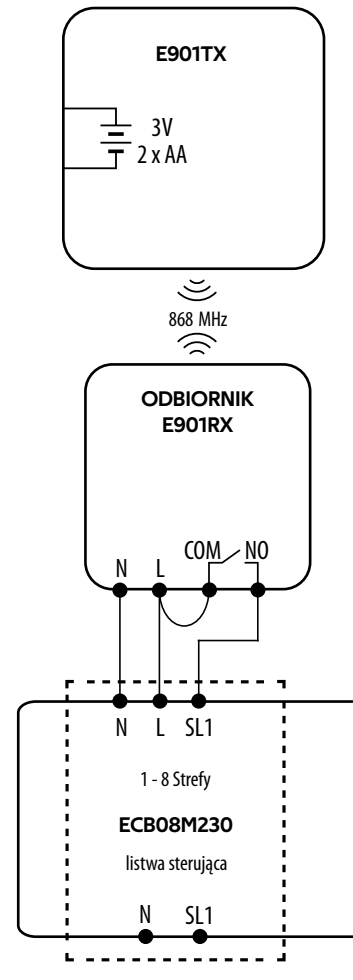 E901TX
3V
2 x AA
868 MHz
ODBIORNIK
E901RX
N L COM NO
N L SL1
1 - 8 Strefy
ECB08M230
listwa sterująca
N SL1